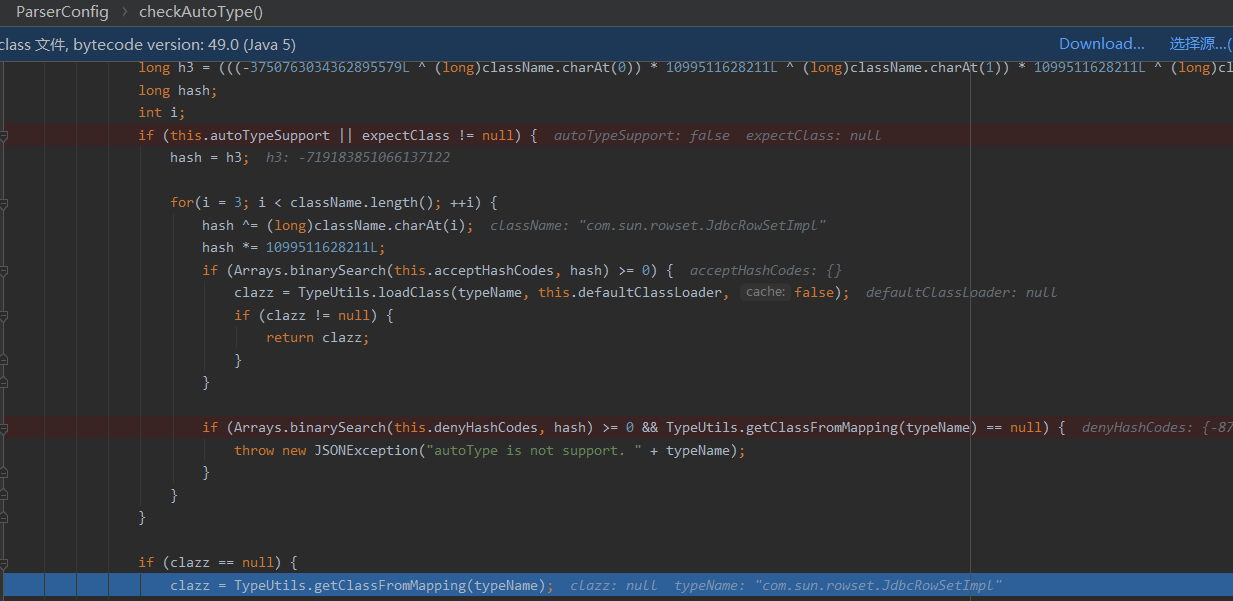 ParserConfig › checkAutoType()
class 文件, bytecode version: 49.0 (Java 5) Download... 选择源...(
long h3 = (((-3750763034362895579L ^ (long)className.charAt(0)) * 1099511628211L ^ (long)className.charAt(1)) * 1099511628211L ^ (long)cl
long hash;
int i;
if (this.autoTypeSupport || expectClass != null) { autoTypeSupport: false expectClass: null
hash = h3; h3: -719183851066137122
for(i = 3; i < className.length(); ++i) {
hash ^= (long)className.charAt(i); className: "com.sun.rowset.JdbcRowSetImpl"
hash *= 1099511628211L;
if (Arrays.binarySearch(this.acceptHashCodes, hash) >= 0) { acceptHashCodes: {}
clazz = TypeUtils.loadClass(typeName, this.defaultClassLoader, cache: false); defaultClassLoader: null
if (clazz != null) {
return clazz;
}
}
if (Arrays.binarySearch(this.denyHashCodes, hash) >= 0 && TypeUtils.getClassFromMapping(typeName) == null) { denyHashCodes: {-87
throw new JSONException("autoType is not support. " + typeName);
}
}
}
if (clazz == null) {
clazz = TypeUtils.getClassFromMapping(typeName); clazz: null typeName: "com.sun.rowset.JdbcRowSetImpl"